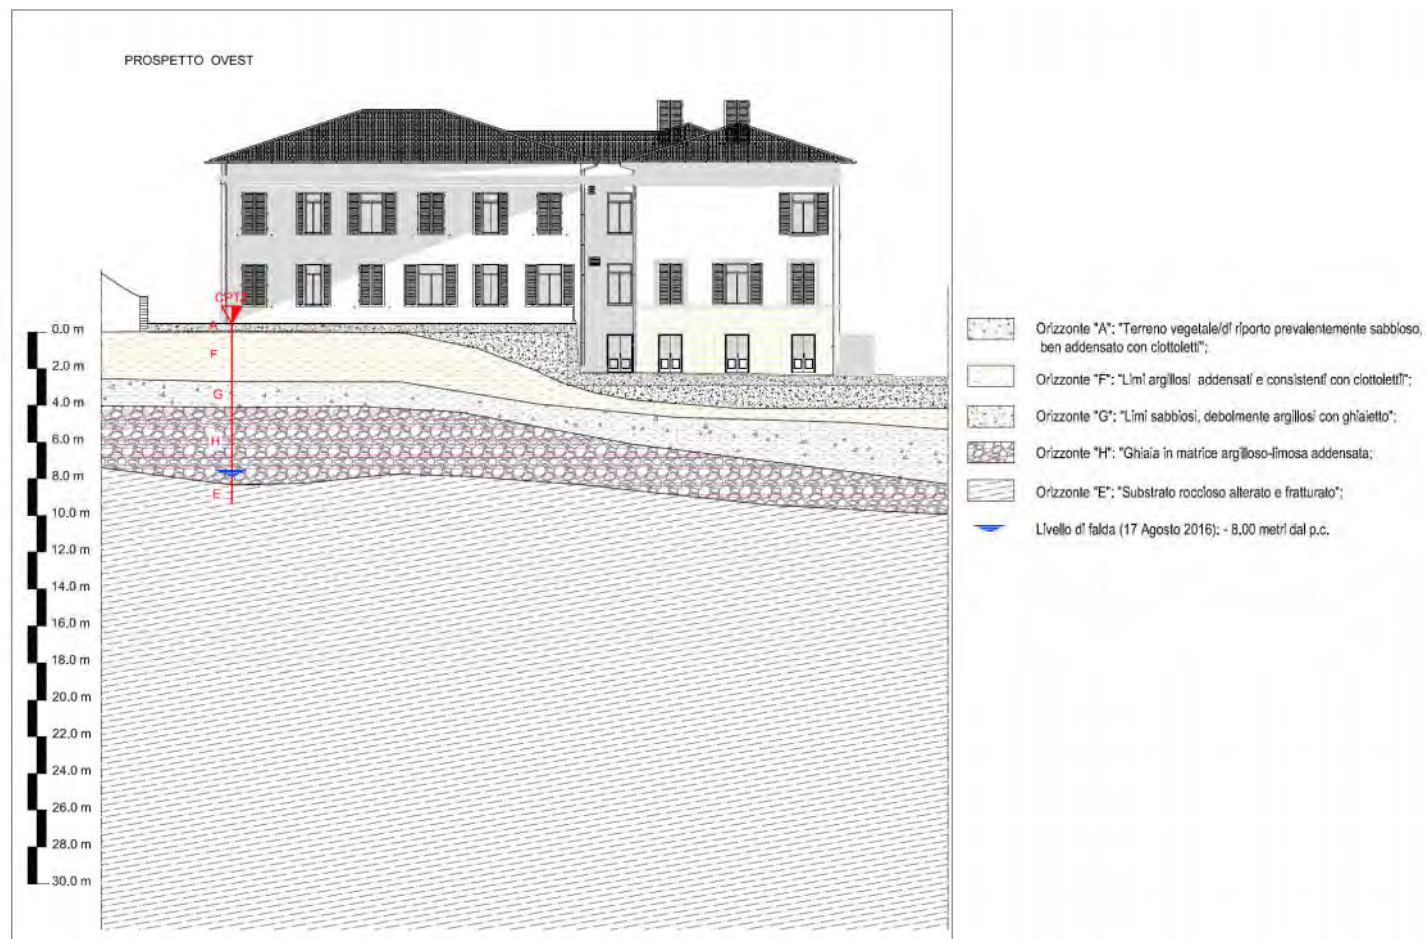 PROSPETTO OVEST
CPT2
A
F
G
H
E
0.0 m
2.0 m
4.0 m
6.0 m
8.0 m
10.0 m
12.0 m
14.0 m
16.0 m
18.0 m
20.0 m
22.0 m
24.0 m
26.0 m
28.0 m
30.0 m
Orizzonte "A": "Terreno vegetale/di riporto prevalentemente sabbioso,
ben addensato con ciottoletti";
Orizzonte "F": "Limi argillosi addensati e consistenti con ciottoletti";
Orizzonte "G": "Limi sabbiosi, debolmente argillosi con ghiaietto";
Orizzonte "H": "Ghiaia in matrice argilloso-limosa addensata;
Orizzonte "E": "Substrato roccioso alterato e fratturato";
Livello di falda (17 Agosto 2016): - 8.00 metri dal p.c.